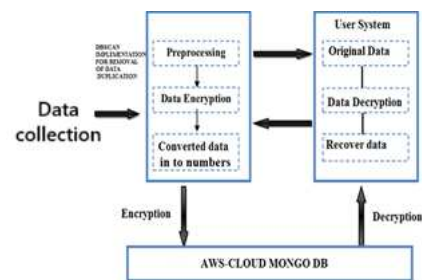 DBSCAN
IMPLIMENTATION
FOR REMOVAL
OF DATA
DUPLICATION
Data
collection
Preprocessing
Data Encryption
Converted data
in to numbers
User System
Original Data
Data Decryption
Recover data
Encryption
Decryption
AWS-CLOUD MONGO DB